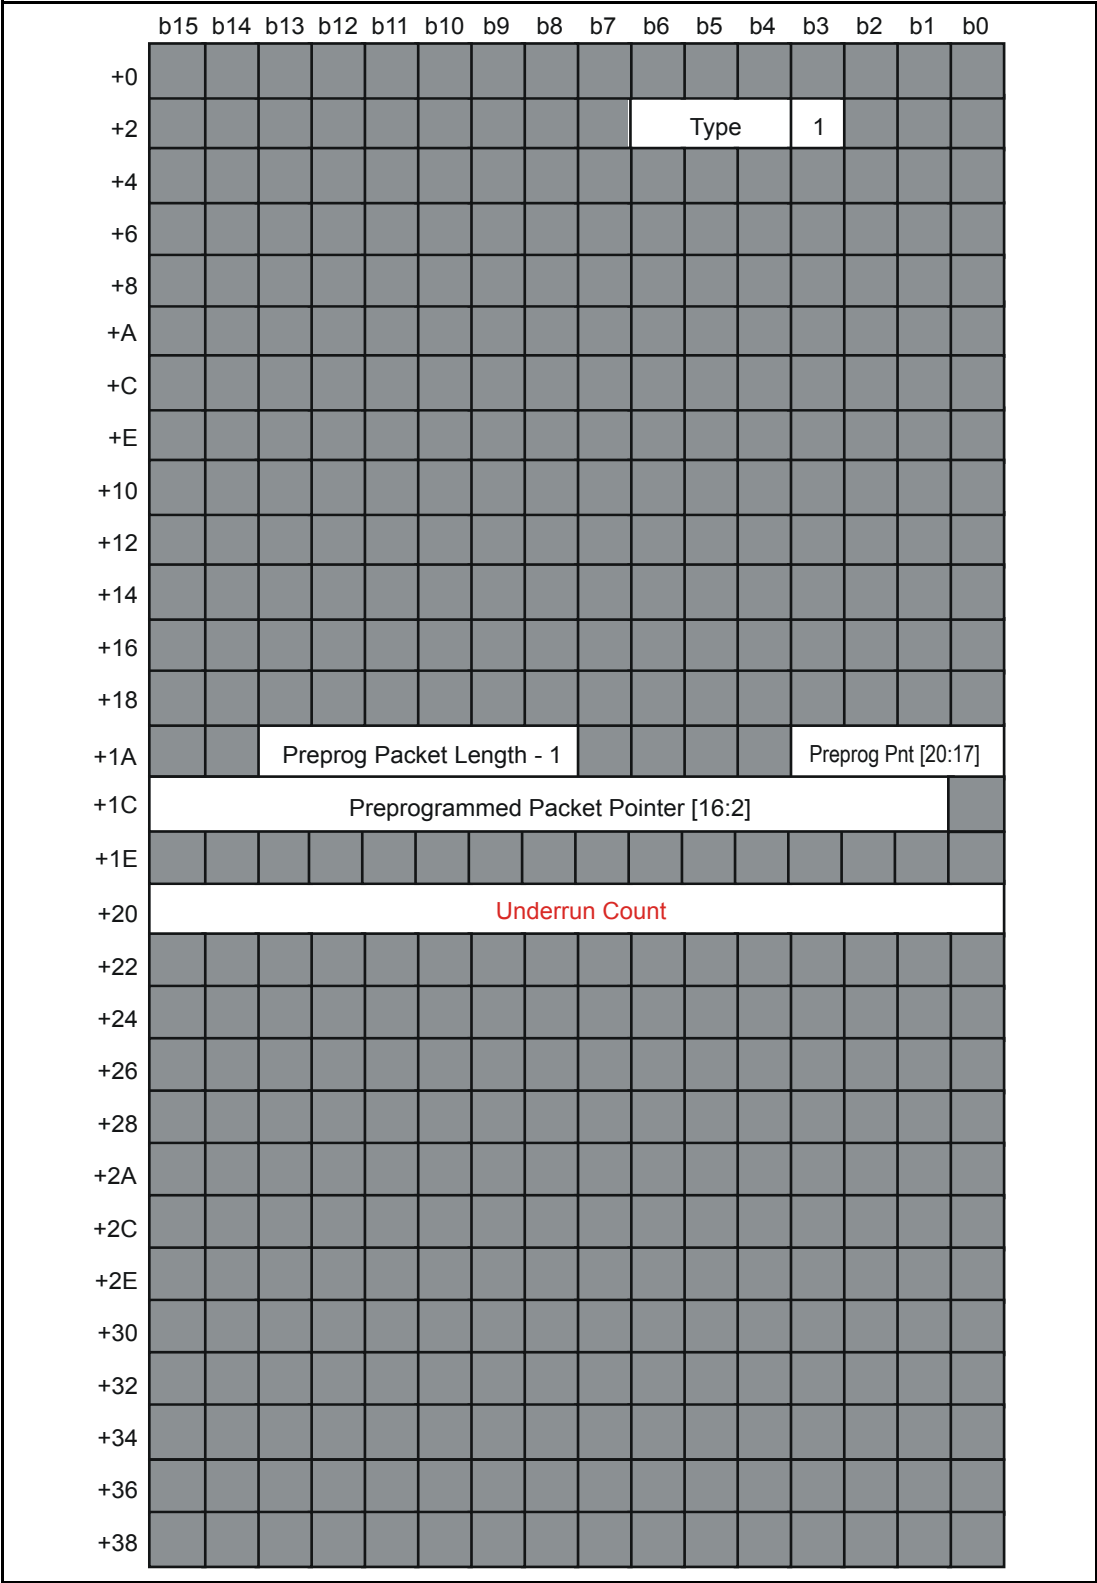 b15 b14 b13 b12 b11 b10 b9 b8 b7 b6 b5 b4 b3 b2 b1 b0
+0
+2 Type 1
+4
+6
+8
+A
+C
+E
+10
+12
+14
+16
+18
+1A Preprog Packet Length - 1 Preprog Pnt [20:17]
+1C Preprogrammed Packet Pointer [16:2]
+1E
+20 Underrun Count
+22
+24
+26
+28
+2A
+2C
+2E
+30
+32
+34
+36
+38